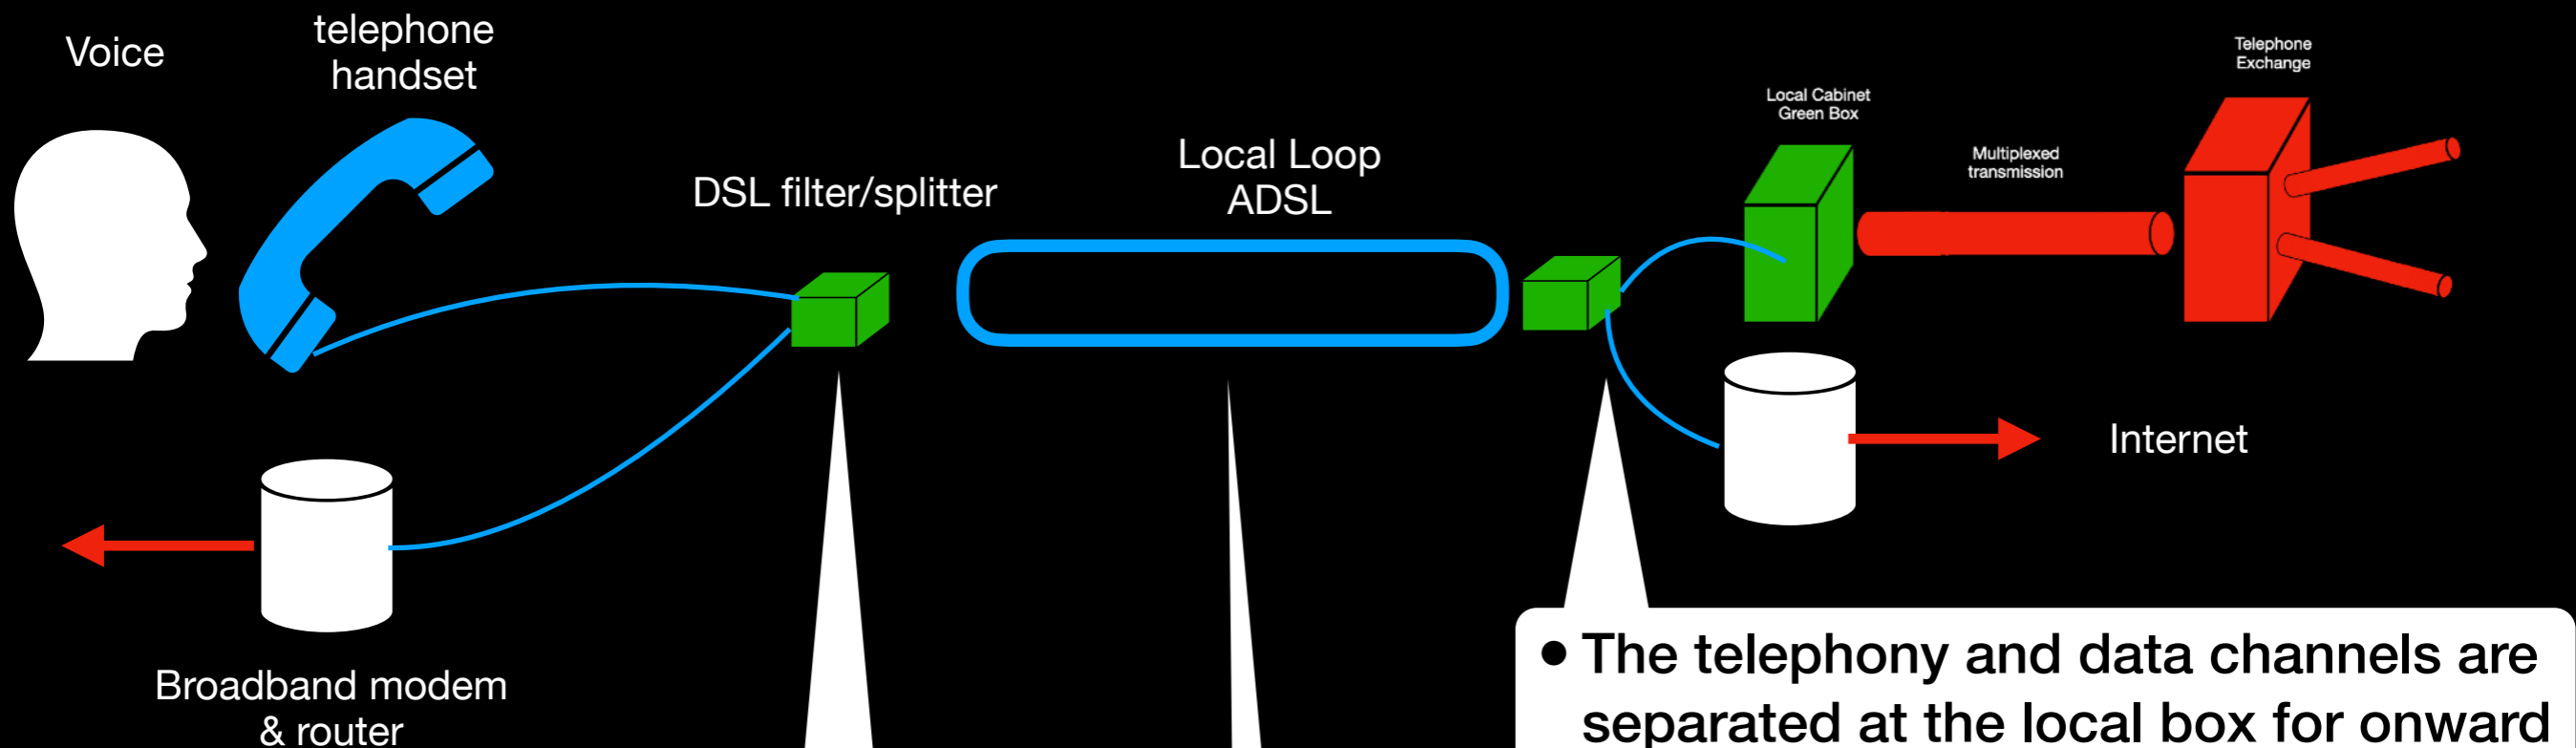 Voice
telephone
handset
DSL filter/splitter
Local Loop
ADSL
Local Cabinet
Green Box
Multiplexed
transmission
Telephone
Exchange
Internet
Broadband modem
& router
• The telephony and data channels are
separated at the local box for onward